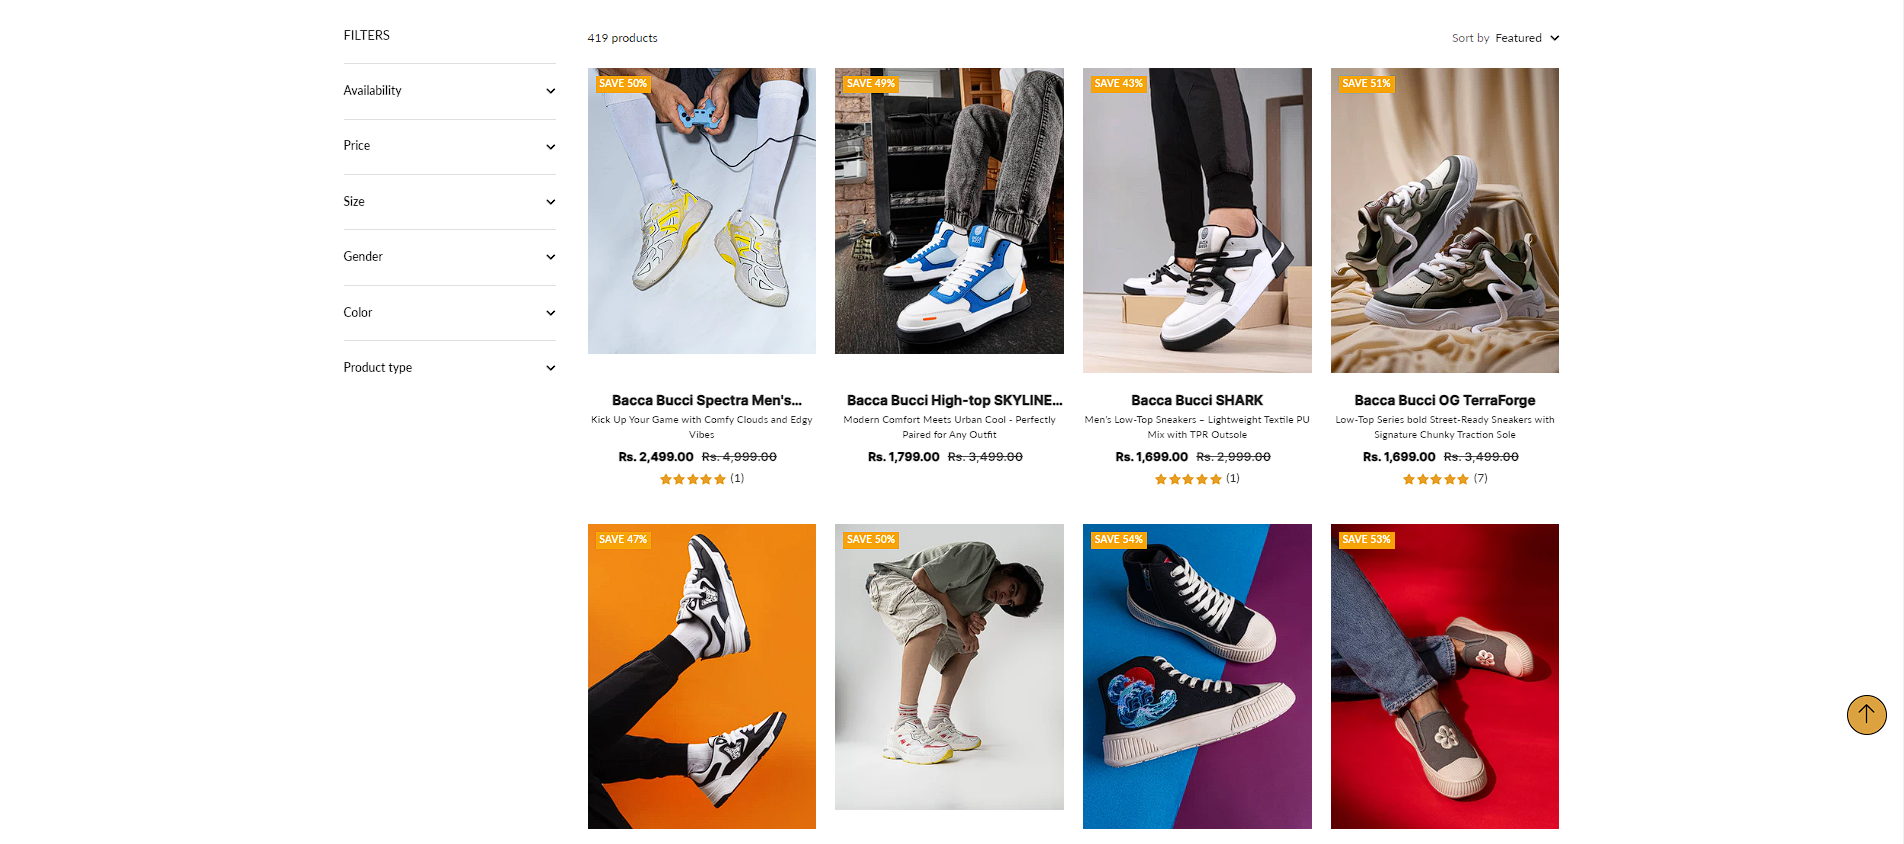 FILTERS
Availability
Price
Size
Gender
Color
Product type
419 products
Sort by Featured
SAVE 50%
SAVE 49%
SAVE 43%
SAVE 51%
Bacca Bucci Spectra Men's...
Kick Up Your Game with Comfy Clouds and Edgy
Vibes
Rs. 2,499.00 Rs. 4,999.00
(1)
Bacca Bucci High-top SKYLINE...
Modern Comfort Meets Urban Cool - Perfectly
Paired for Any Outfit
Rs. 1,799.00 Rs. 3,499.00
Bacca Bucci SHARK
Men's Low-Top Sneakers – Lightweight Textile PU
Mix with TPR Outsole
Rs. 1,699.00 Rs. 2,999.00
(1)
Bacca Bucci OG TerraForge
Low-Top Series bold Street-Ready Sneakers with
Signature Chunky Traction Sole
Rs. 1,699.00 Rs. 3,499.00
(7)
SAVE 47%
SAVE 50%
SAVE 54%
SAVE 53%